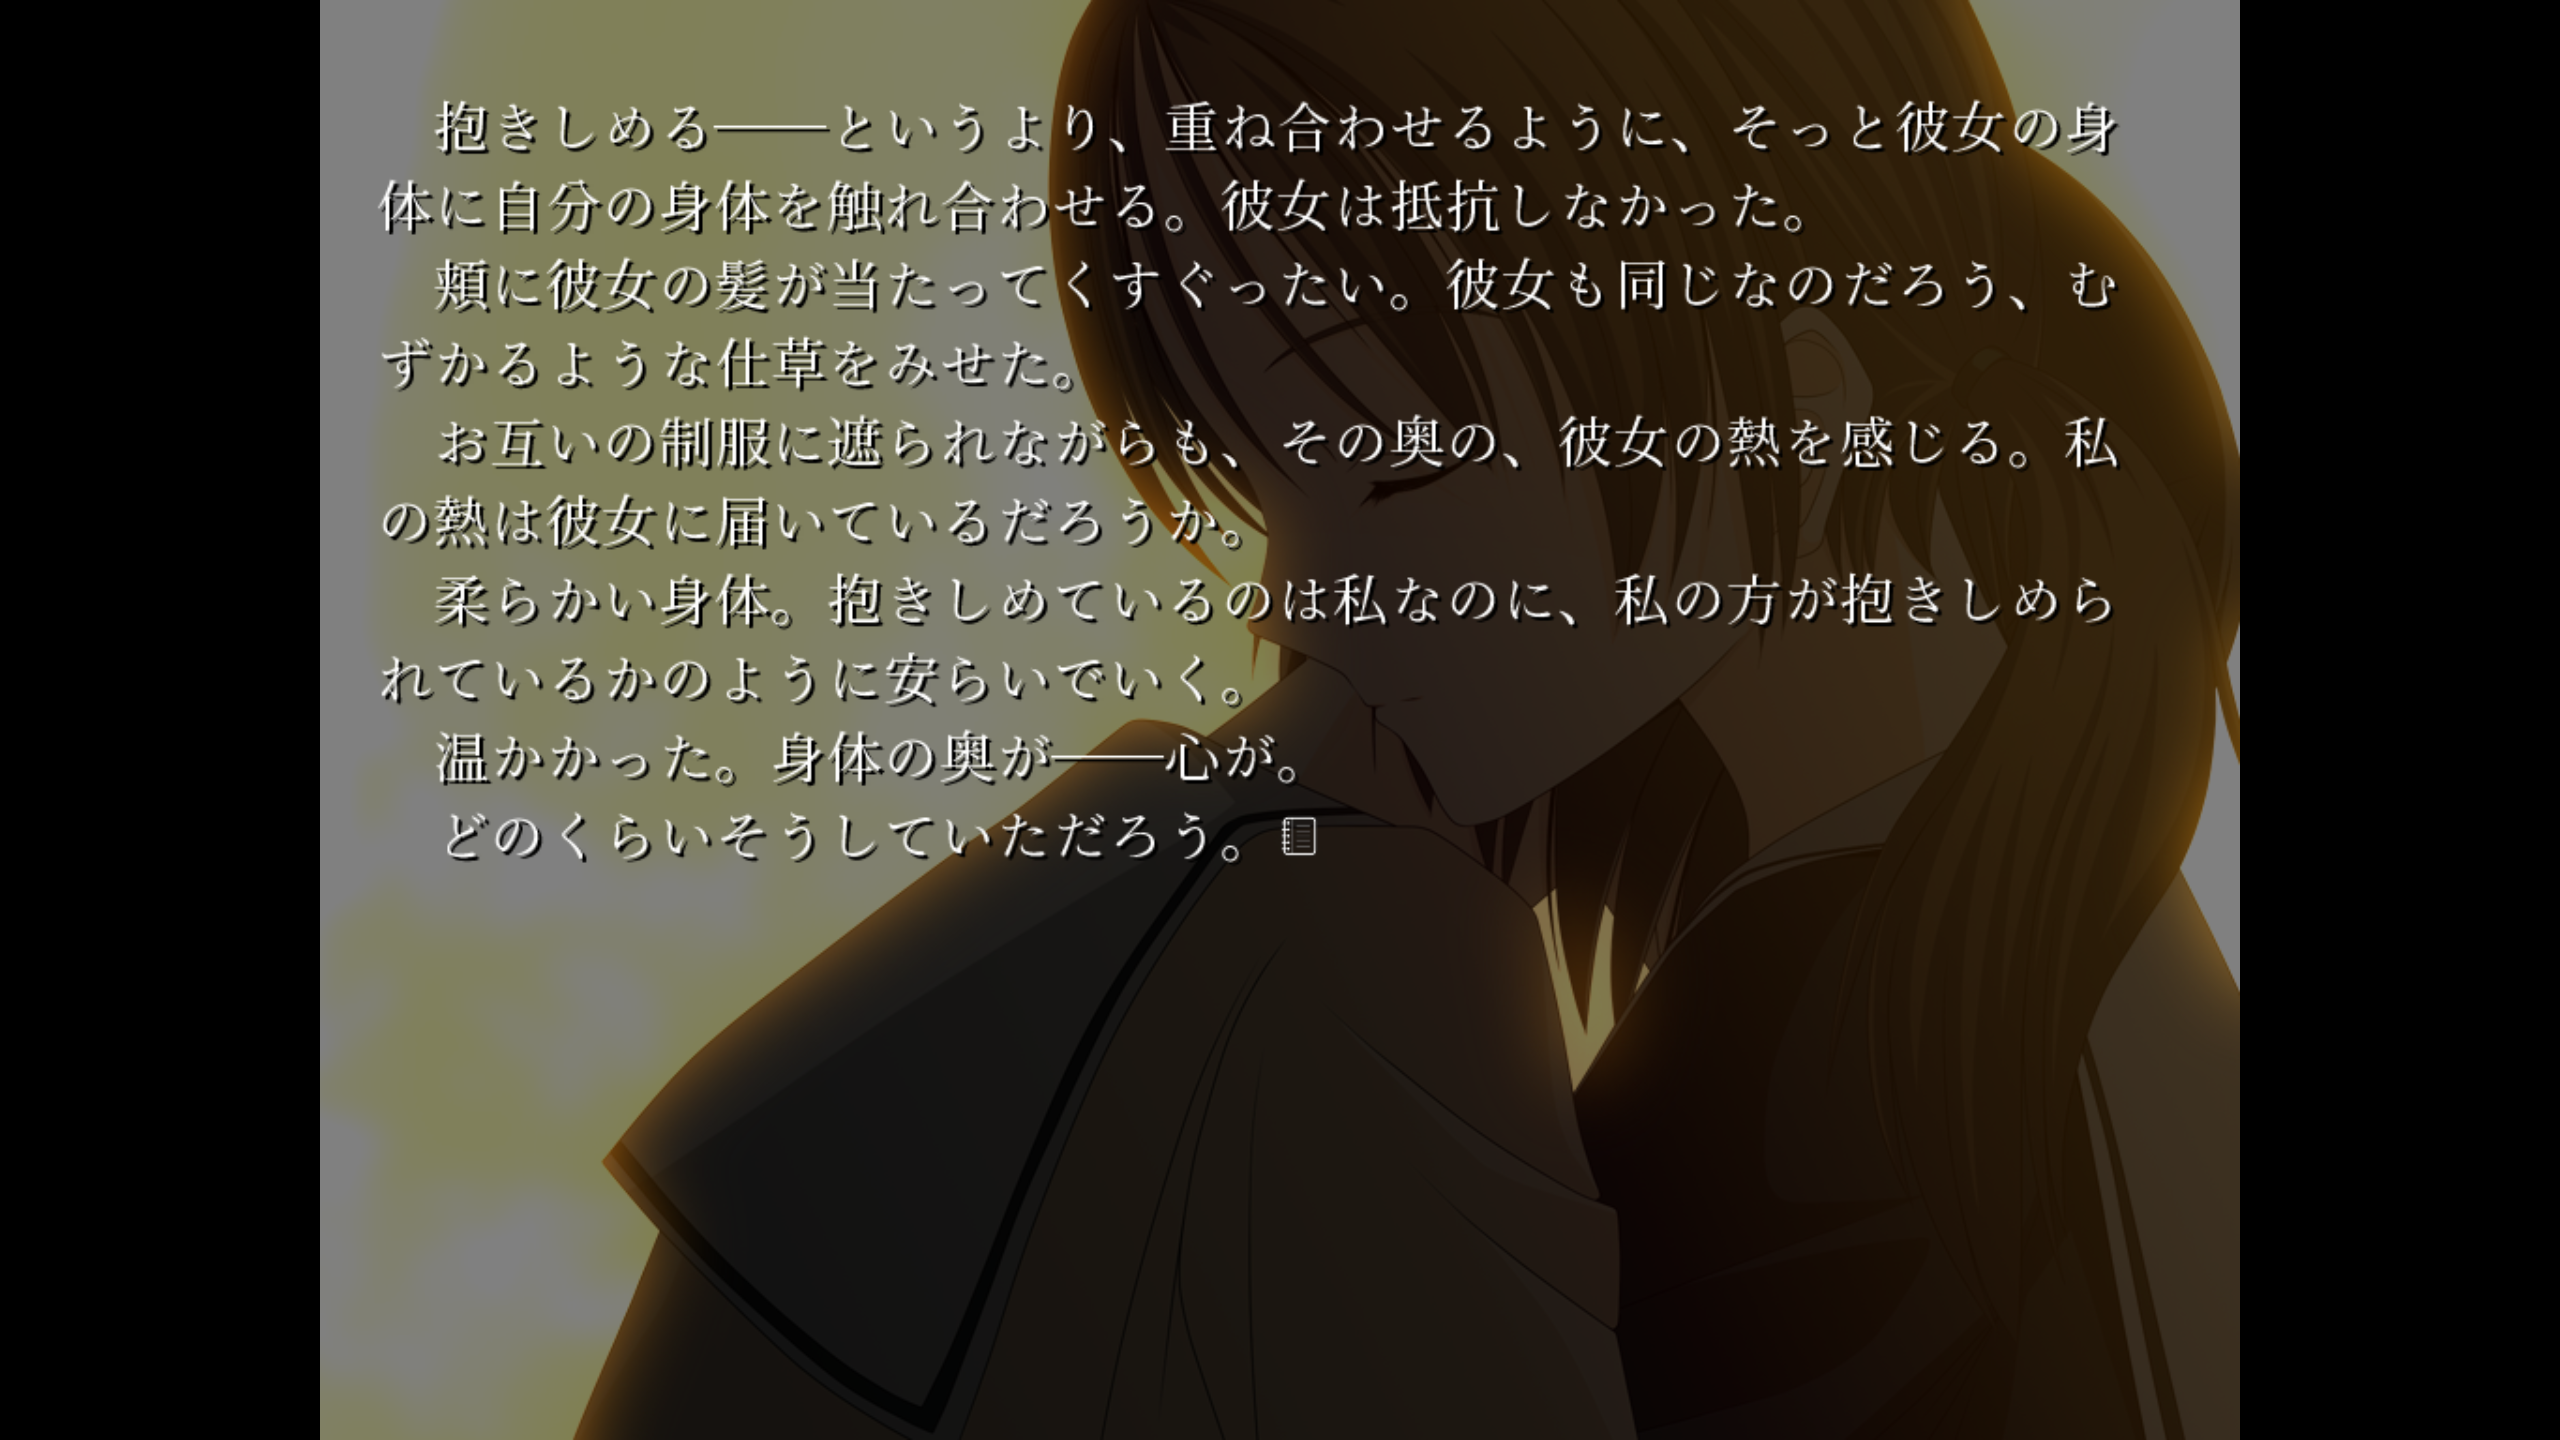 抱きしめる――というより、重ね合わせるように、そっと彼女の身
体に自分の身体を触れ合わせる。彼女は抵抗しなかった。
頬に彼女の髪が当たってくすぐったい。彼女も同じなのだろう、む
ずかるような仕草をみせた。
お互いの制服に遮られながらも、その奥の、彼女の熱を感じる。私
の熱は彼女に届いているだろうか。
柔らかい身体。抱きしめているのは私なのに、私の方が抱きしめら
れているかのように安らいでいく。
温かかった。身体の奥が――心が。
どのくらいそうしていただろう。